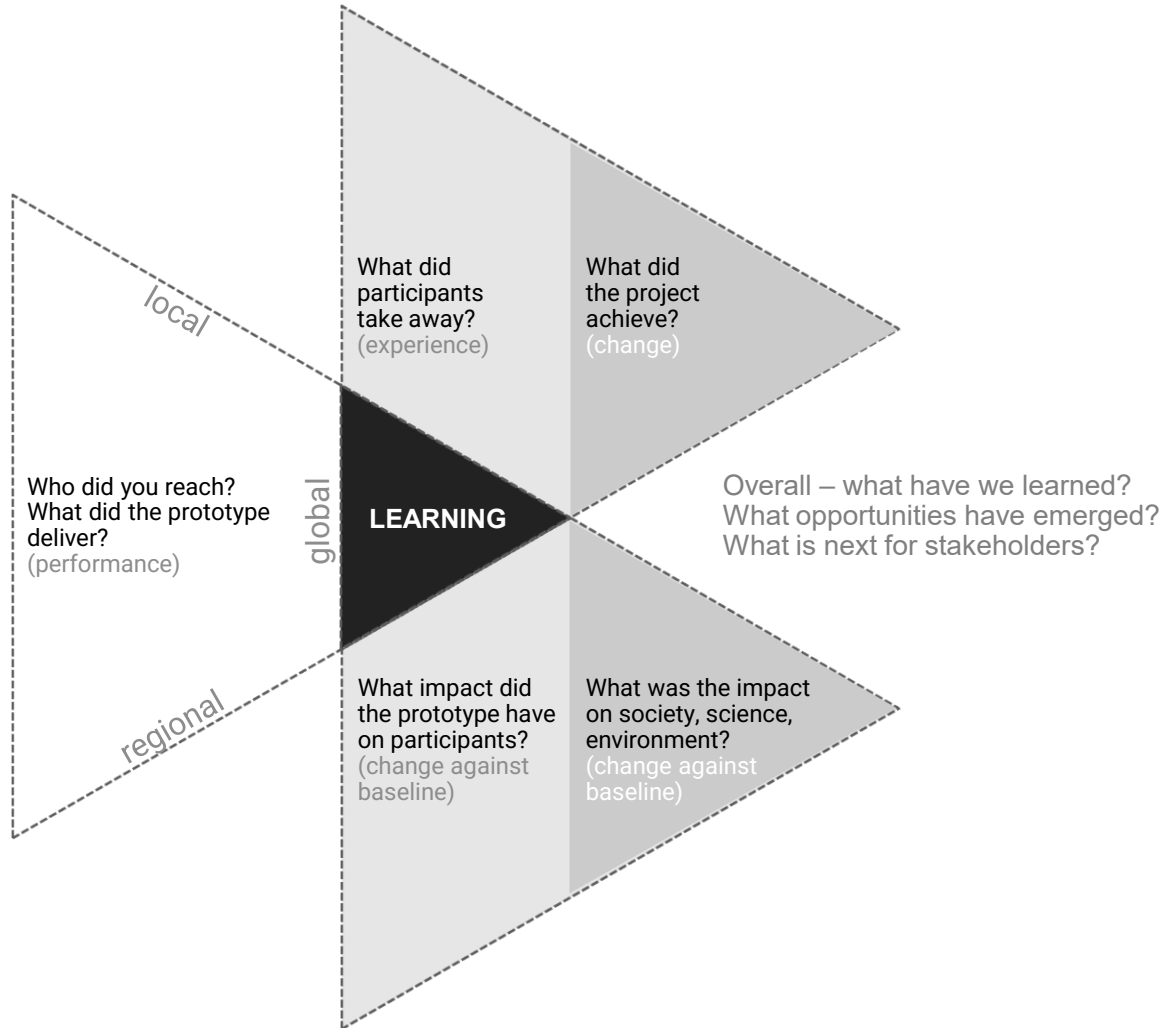 local
Who did you reach?
What did the prototype
deliver?
(performance)
regional
global
LEARNING
What did
participants
take away?
(experience)
What did
the project
achieve?
(change)
What impact did
the prototype have
on participants?
(change against
baseline)
What was the impact
on society, science,
environment?
(change against
baseline)
Overall – what have we learned?
What opportunities have emerged?
What is next for stakeholders?